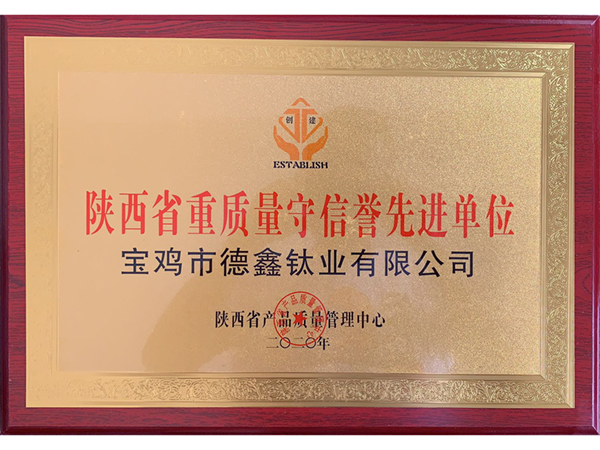 创 建
ESTABLISH
陕西省重质量守信誉先进单位
宝鸡市德鑫钛业有限公司
陕西省产品质量管理中心
二〇二〇年